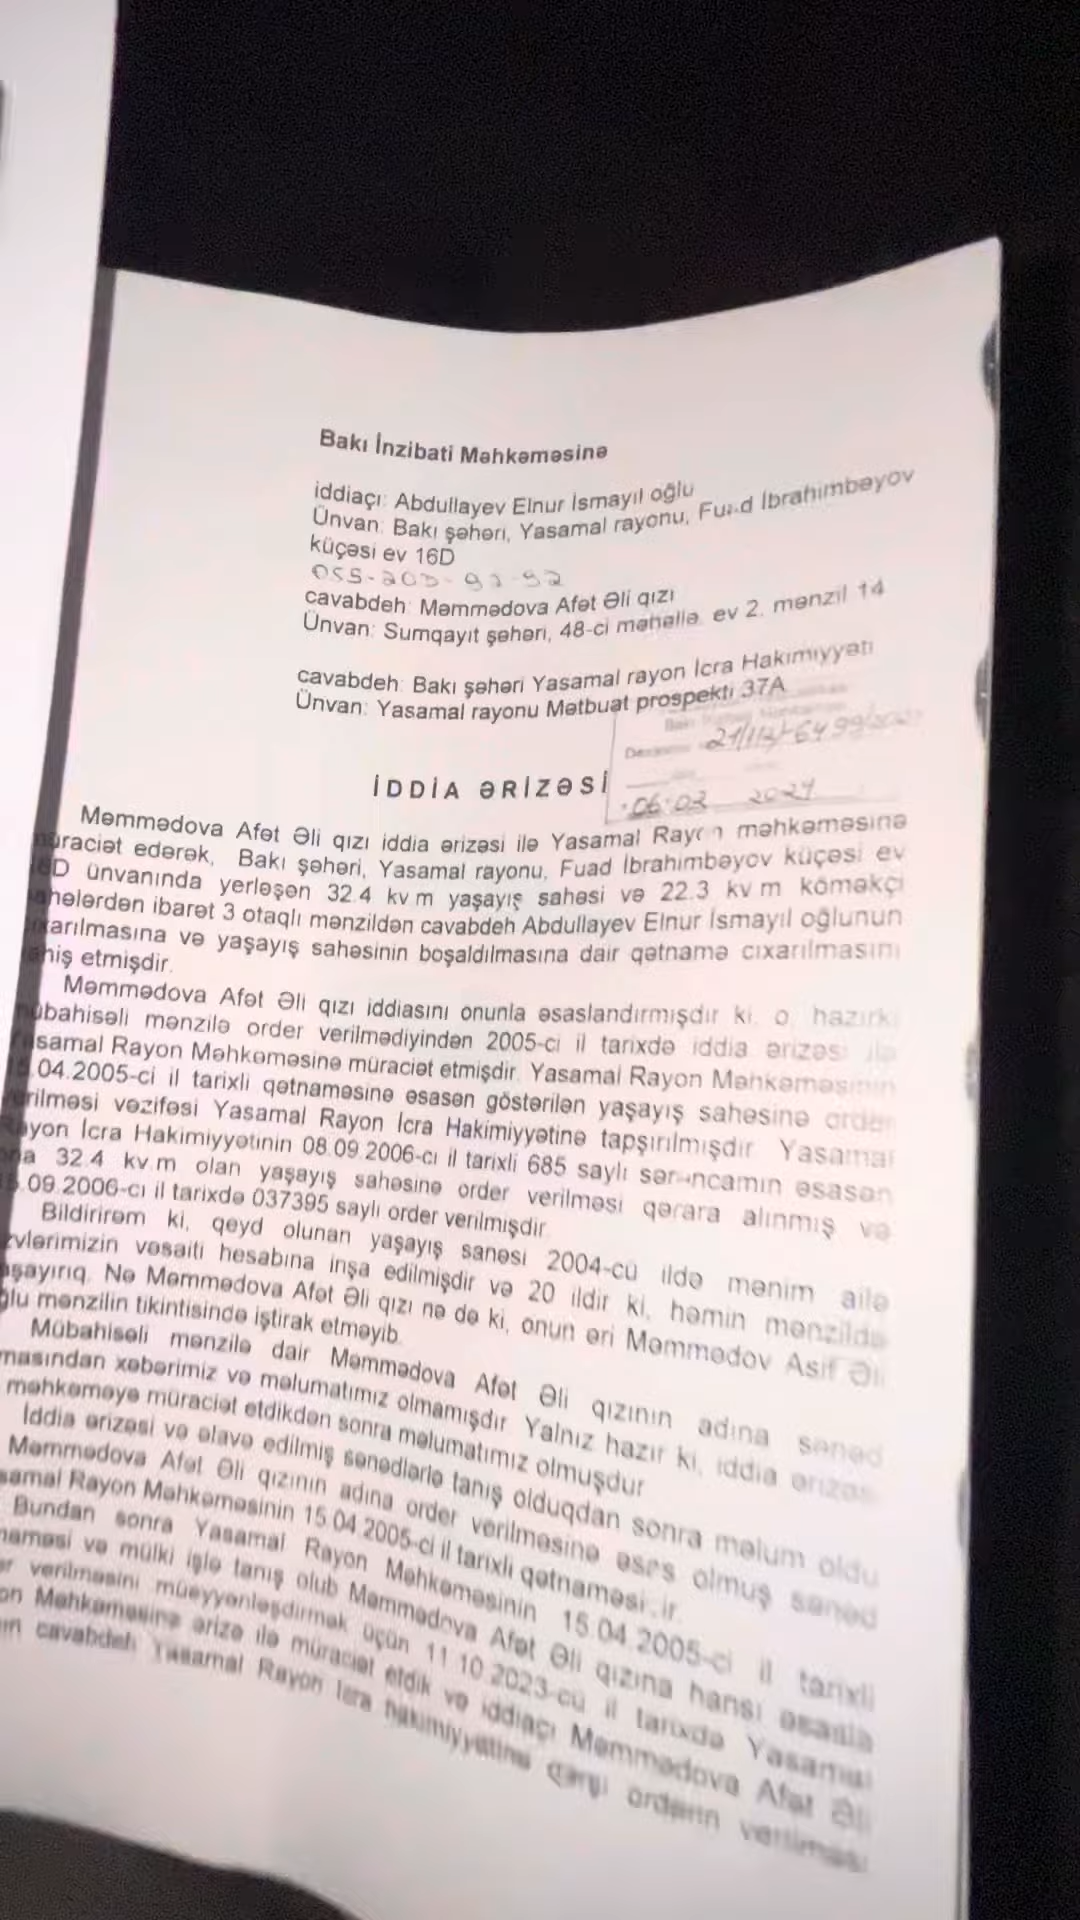 Bakı İnzibati Məhkəməsinə
iddiaçı: Abdullayev Elnur İsmayıl oğlu
Ünvan: Bakı şəhəri, Yasamal rayonu, Fuad İbrahimbəyov
küçəsi ev 16D
cavabdeh: Məmmədova Afət Əli qızı
Ünvan: Sumqayıt şəhəri, 48-ci məhəllə, ev 2. mənzil 14
cavabdeh: Bakı şəhəri Yasamal rayon İcra Hakimiyyəti
Ünvan: Yasamal rayonu Mətbuat prospekti 37A
06.03 2024
İDDİA ƏRİZƏSİ
Məmmədova Afət Əli qızı iddia ərizəsi ilə Yasamal Rayon məhkəməsinə
müraciət edərək, Bakı şəhəri, Yasamal rayonu, Fuad İbrahimbəyov küçəsi ev
16D ünvanında yerləşən 32.4 kv m yaşayış sahəsi və 22.3 kv m köməkçi
sahələrdən ibarət 3 otaqlı mənzildən cavabdeh Abdullayev Elnur İsmayıl oğlunun
çıxarılmasına və yaşayış sahəsinin boşaldılmasına dair qətnamə cıxarılmasını
etmişdir.
Məmmədova Afət Əli qızı iddiasını onunla əsaslandırmışdır ki, o, hazırki
mübahisəli mənzilə order verilmədiyindən 2005-ci il tarixdə iddia ərizəsi ilə
Yasamal Rayon Məhkəməsinə müraciət etmişdir. Yasamal Rayon Məhkəməsinin
15.04.2005-ci il tarixli qətnaməsinə əsasən göstərilən yaşayış sahəsinə order
verilməsi vəzifəsi Yasamal Rayon İcra Hakimiyyətinə tapşırılmışdır. Yasamal
Rayon İcra Hakimiyyətinin 08.09.2006-cı il tarixli 685 saylı sərəncamın əsasən
ona 32.4 kv.m olan yaşayış sahəsinə order verilməsi qərara alınmış və
.09.2006-cı il tarixdə 037395 saylı order verilmişdir.
Bildirirəm ki, qeyd olunan yaşayış sahəsi 2004-cü ildə mənim ailə
üzvlərimizin vəsaiti hesabına inşa edilmişdir və 20 ildir ki, həmin mənzildə
yaşayırıq. Nə Məmmədova Afət Əli qızı nə də ki, onun əri Məmmədov Asif Əli
oğlu mənzilin tikintisində iştirak etməyib.
Mübahisəli mənzilə dair Məmmədova Afət Əli qızının adına sənəd
olmasından xəbərimiz və məlumatımız olmamışdır. Yalnız hazır ki, iddia ərizəsi
məhkəməyə müraciət etdikdən sonra məlumatımız olmuşdur
İddia ərizəsi və əlavə edilmiş sənədlərlə tanış olduqdan sonra məlum oldu
Məmmədova Afət Əli qızının adına order verilməsinə əsas olmuş sənəd
Yasamal Rayon Məhkəməsinin 15.04.2005-ci il tarixli qətnaməsidir.
Bundan sonra Yasamal Rayon Məhkəməsinin 15.04.2005-ci il tarixli
qətnaməsi və mülki işlə tanış olub Məmmədova Afət Əli qızına hansı əsasla
order verilməsini müəyyənləşdirmək üçün 11.10.2023-cü il tarixdə Yasamal
Rayon Məhkəməsinə ərizə ilə müraciət etdik və iddiaçı Məmmədova Afət Əli
cavabdeh Yasamal Rayon İcra hakimiyyətinə qarşı orderin verilməsi